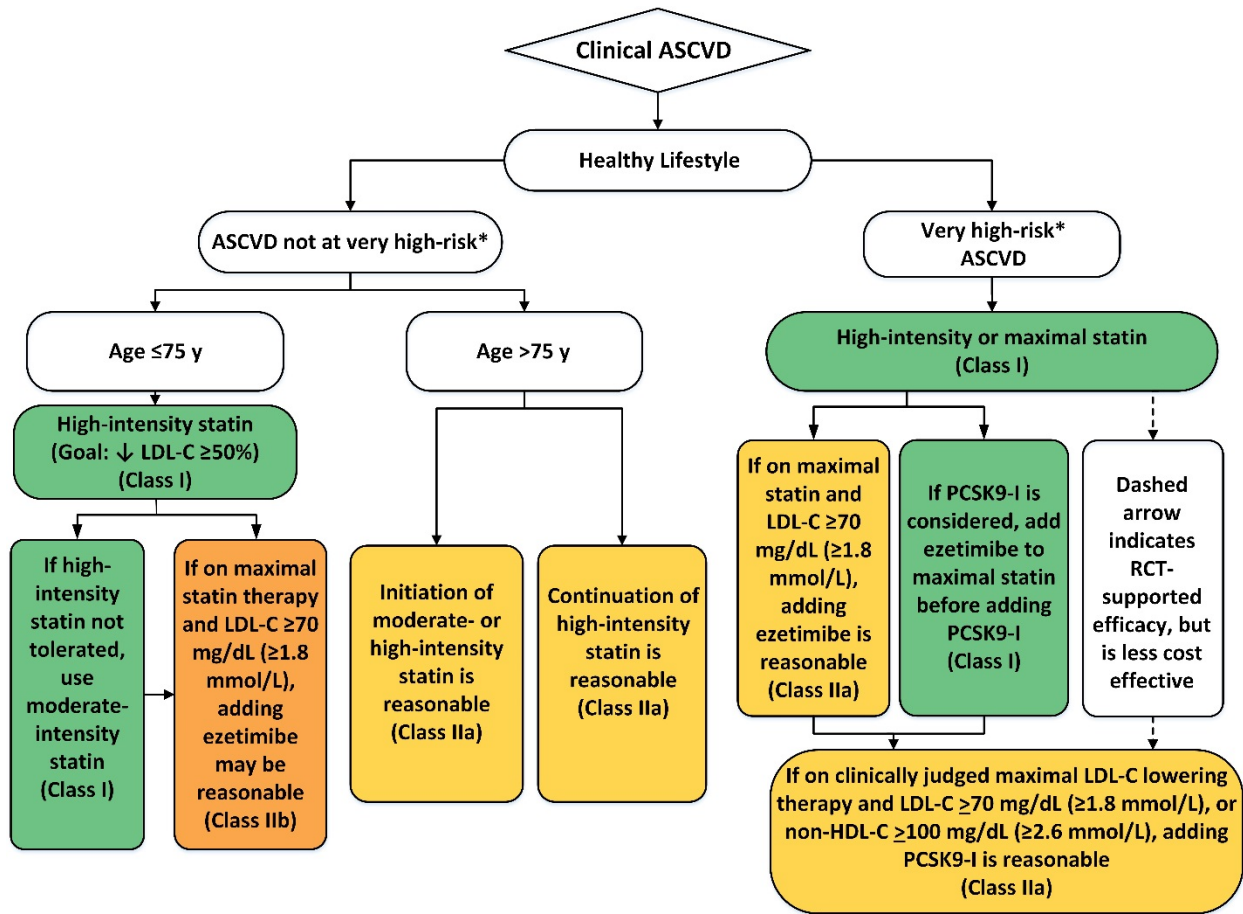 Clinical ASCVD
Healthy Lifestyle
ASCVD not at very high-risk*
Very high-risk*
ASCVD
Age ≤75 y
Age >75 y
High-intensity or maximal statin
(Class I)
High-intensity statin
(Goal: ↓ LDL-C ≥50%)
(Class I)
If high-
intensity
statin not
tolerated,
use
moderate-
intensity
statin
(Class I)
If on maximal
statin therapy
and LDL-C ≥70
mg/dL (≥1.8
mmol/L),
adding
ezetimibe
may be
reasonable
(Class IIb)
Initiation of
moderate- or
high-intensity
statin is
reasonable
(Class IIa)
Continuation of
high-intensity
statin is
reasonable
(Class IIa)
If on maximal
statin and
LDL-C ≥70
mg/dL (≥1.8
mmol/L),
adding
ezetimibe is
reasonable
(Class IIa)
If PCSK9-I is
considered, add
ezetimibe to
maximal statin
before adding
PCSK9-I
(Class I)
Dashed
arrow
indicates
RCT-
supported
efficacy, but
is less cost
effective
If on clinically judged maximal LDL-C lowering
therapy and LDL-C ≥70 mg/dL (≥1.8 mmol/L), or
non-HDL-C ≥100 mg/dL (≥2.6 mmol/L), adding
PCSK9-I is reasonable
(Class IIa)